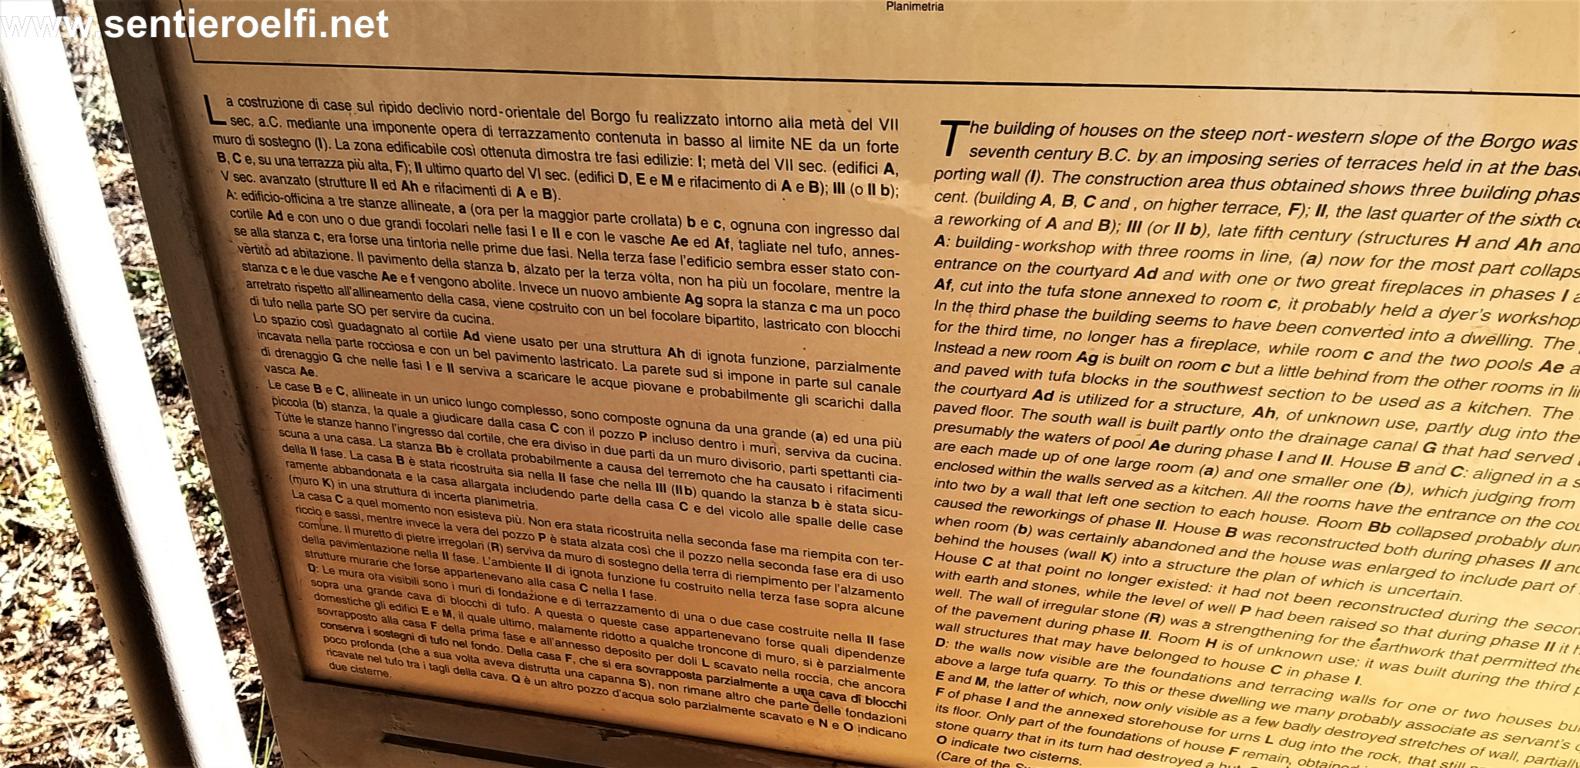 www.sentieroelfi.net
Planimetria
La costruzione di case sul ripido declivio nord-orientale del Borgo fu realizzato intorno alla metà del VII
sec. a.C. mediante una imponente opera di terrazzamento contenuta in basso al limite NE da un forte
muro di sostegno (I). La zona edificabile così ottenuta dimostra tre fasi edilizie: I; metà del VII sec. (edifici A,
B, C e, su una terrazza più alta, F); II ultimo quarto del VI sec. (edifici D, E e M e rifacimento di A e B); III (o II b);
V sec. avanzato (strutture II ed Ah e rifacimenti di A e B).
A: edificio-officina a tre stanze allineate, a (ora per la maggior parte crollata) b e c, ognuna con ingresso dal
cortile Ad e con uno o due grandi focolari nelle fasi I e II e con le vasche Ae ed Af, tagliate nel tufo, annes-
se alla stanza c, era forse una tintoria nelle prime due fasi. Nella terza fase l'edificio sembra esser stato con-
vertito ad abitazione. Il pavimento della stanza b, alzato per la terza volta, non ha più un focolare, mentre la
stanza c e le due vasche Ae e f vengono abolite. Invece un nuovo ambiente Ag sopra la stanza c ma un poco
arretrato rispetto all'allineamento della casa, viene costruito con un bel focolare bipartito, lastricato con blocchi
di tufo nella parte SO per servire da cucina.
Lo spazio così guadagnato al cortile Ad viene usato per una struttura Ah di ignota funzione, parzialmente
incavata nella parte rocciosa e con un bel pavimento lastricato. La parete sud si impone in parte sul canale
di drenaggio G che nelle fasi I e II serviva a scaricare le acque piovane e probabilmente gli scarichi dalla
vasca Ae.
Le case B e C, allineate in un unico lungo complesso, sono composte ognuna da una grande (a) ed una più
piccola (b) stanza, la quale a giudicare dalla casa C con il pozzo P incluso dentro i muri, serviva da cucina.
Tutte le stanze hanno l'ingresso dal cortile, che era diviso in due parti da un muro divisorio, parti spettanti cia-
scuna a una casa. La stanza Bb è crollata probabilmente a causa del terremoto che ha causato i rifacimenti
della II fase. La casa B è stata ricostruita sia nella II fase che nella III (II b) quando la stanza b è stata sicu-
ramente abbandonata e la casa allargata includendo parte della casa C e del vicolo alle spalle delle case
(muro K) in una struttura di incerta planimetria.
La casa C a quel momento non esisteva più. Non era stata ricostruita nella seconda fase ma riempita con ter-
riccio e sassi, mentre invece la vera del pozzo P è stata alzata così che il pozzo nella seconda fase era di uso
comune. Il muretto di pietre irregolari (R) serviva da muro di sostegno della terra di riempimento per l'alzamento
della pavimentazione nella II fase. L'ambiente II di ignota funzione fu costruito nella terza fase sopra alcune
strutture murarie che forse appartenevano alla casa C nella I fase.
D: Le mura ora visibili sono i muri di fondazione e di terrazzamento di una o due case costruite nella II fase
sopra una grande cava di blocchi di tufo. A questa o queste case appartenevano forse quali dipendenze
domestiche gli edifici E e M, il quale ultimo, malamente ridotto a qualche troncone di muro, si è parzialmente
sovrapposto alla casa F della prima fase e all'annesso deposito per doli L scavato nella roccia, che ancora
conserva i sostegni di tufo nel fondo. Della casa F, che si era sovrapposta parzialmente a una cava di blocchi
poco profonda (che a sua volta aveva distrutta una capanna S), non rimane altro che parte delle fondazioni
ricavate nel tufo tra i tagli della cava. Q è un altro pozzo d'acqua solo parzialmente scavato e N e O indicano
due cisterne.
The building of houses on the steep nort-western slope of the Borgo was
seventh century B.C. by an imposing series of terraces held in at the base
porting wall (I). The construction area thus obtained shows three building phas
cent. (building A, B, C and , on higher terrace, F); II, the last quarter of the sixth c
a reworking of A and B); III (or II b), late fifth century (structures H and Ah and
A: building-workshop with three rooms in line, (a) now for the most part collaps
entrance on the courtyard Ad and with one or two great fireplaces in phases I a
Af, cut into the tufa stone annexed to room c, it probably held a dyer's workshop
In the third phase the building seems to have been converted into a dwelling. The
for the third time, no longer has a fireplace, while room c and the two pools Ae a
Instead a new room Ag is built on room c but a little behind from the other rooms in li
and paved with tufa blocks in the southwest section to be used as a kitchen. The
the courtyard Ad is utilized for a structure, Ah, of unknown use, partly dug into the
paved floor. The south wall is built partly onto the drainage canal G that had served
presumably the waters of pool Ae during phase I and II. House B and C: aligned in a s
are each made up of one large room (a) and one smaller one (b), which judging from
enclosed within the walls served as a kitchen. All the rooms have the entrance on the cou
into two by a wall that left one section to each house. Room Bb collapsed probably duri
caused the reworkings of phase II. House B was reconstructed both during phases II and
when room (b) was certainly abandoned and the house was enlarged to include part of
behind the houses (wall K) into a structure the plan of which is uncertain.
House C at that point no longer existed: it had not been reconstructed during the secon
with earth and stones, while the level of well P had been raised so that during phase II it h
well. The wall of irregular stone (R) was a strengthening for the earthwork that permitted the
of the pavement during phase II. Room H is of unknown use; it was built during the third p
wall structures that may have belonged to house C in phase I.
D: the walls now visible are the foundations and terracing walls for one or two houses bui
above a large tufa quarry. To this or these dwelling we many probably associate as servant's
E and M, the latter of which, now only visible as a few badly destroyed stretches of wall, partially
F of phase I and the annexed storehouse for urns L dug into the rock, that still
its floor. Only part of the foundations of house F remain, obtained
stone quarry that in its turn had destroyed a
O indicate two cisterns.
(Care of the